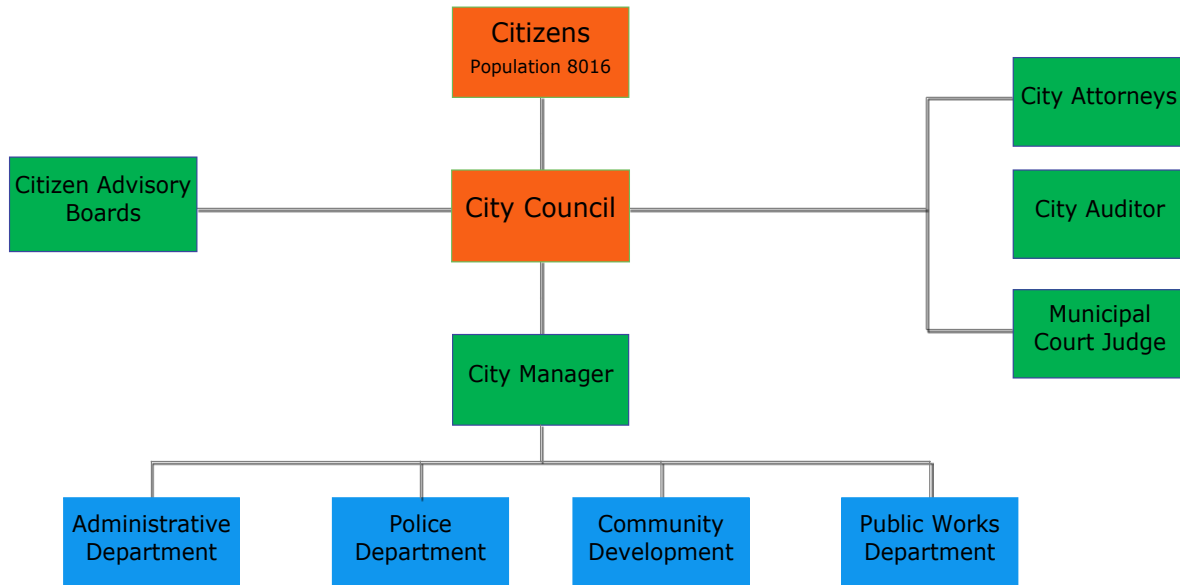 Citizens
Population 8016
City Attorneys
Citizen Advisory
Boards
City Council
City Auditor
Municipal
Court Judge
City Manager
Administrative
Department
Police
Department
Community
Development
Public Works
Department